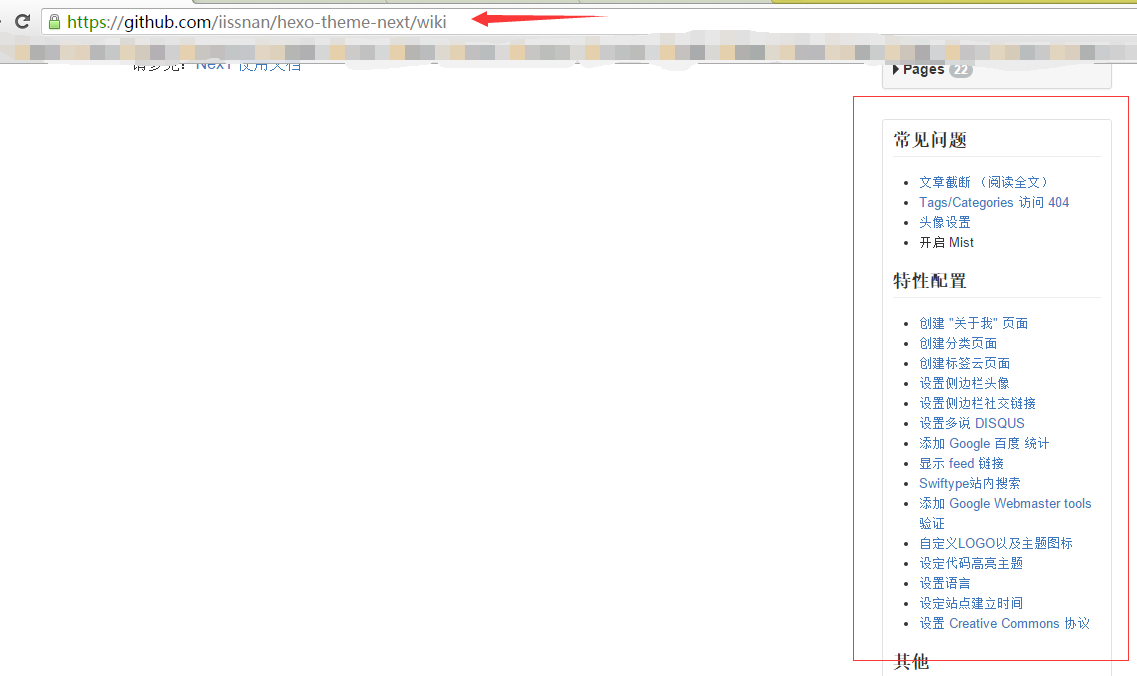 https://github.com/iissnan/hexo-theme-next/wiki
请参见：NexT 使用文档
Pages 22
常见问题
文章截断 （阅读全文）
Tags/Categories 访问 404
头像设置
开启 Mist
特性配置
创建 "关于我" 页面
创建分类页面
创建标签云页面
设置侧边栏头像
设置侧边栏社交链接
设置多说 DISQUS
添加 Google 百度 统计
显示 feed 链接
Swiftype站内搜索
添加 Google Webmaster tools
验证
自定义LOGO以及主题图标
设定代码高亮主题
设置语言
设定站点建立时间
设置 Creative Commons 协议
其他